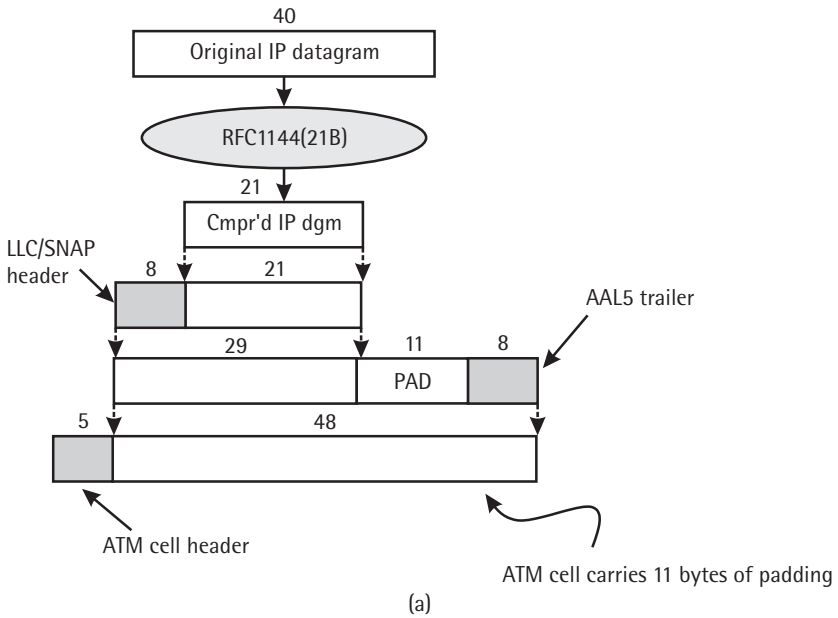 40
Original IP datagram
RFC1144(21B)
21
Cmpr'd IP dgm
LLC/SNAP
header
8
21
AAL5 trailer
29
11
8
PAD
5
48
ATM cell header
ATM cell carries 11 bytes of padding
(a)